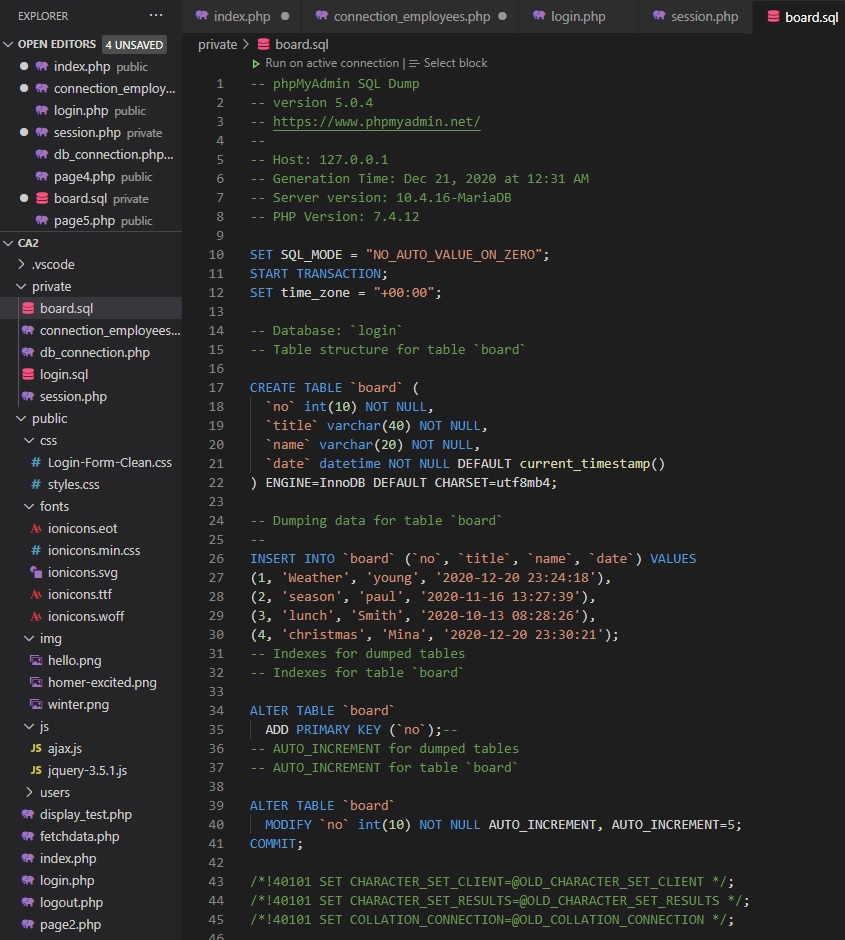 EXPLORER ...
OPEN EDITORS 4 UNSAVED
index.php public
connection_employ...
login.php public
session.php private
db_connection.php...
page4.php public
board.sql private
page5.php public
CA2
.vscode
private
board.sql
connection_employees...
db_connection.php
login.sql
session.php
public
css
# Login-Form-Clean.css
# styles.css
fonts
ionicons.eot
# ionicons.min.css
ionicons.svg
ionicons.ttf
ionicons.woff
img
hello.png
homer-excited.png
winter.png
js
JS ajax.js
JS jquery-3.5.1.js
users
display_test.php
fetchdata.php
index.php
login.php
logout.php
page2.php
index.php connection_employees.php login.php session.php board.sql
private > board.sql
Run on active connection | Select block
1 -- phpMyAdmin SQL Dump
2 -- version 5.0.4
3 -- https://www.phpmyadmin.net/
4 --
5 -- Host: 127.0.0.1
6 -- Generation Time: Dec 21, 2020 at 12:31 AM
7 -- Server version: 10.4.16-MariaDB
8 -- PHP Version: 7.4.12
9
10 SET SQL_MODE = "NO_AUTO_VALUE_ON_ZERO";
11 START TRANSACTION;
12 SET time_zone = "+00:00";
13
14 -- Database: `login`
15 -- Table structure for table `board`
16
17 CREATE TABLE `board` (
18 `no` int(10) NOT NULL,
19 `title` varchar(40) NOT NULL,
20 `name` varchar(20) NOT NULL,
21 `date` datetime NOT NULL DEFAULT current_timestamp()
22 ) ENGINE=InnoDB DEFAULT CHARSET=utf8mb4;
23
24 -- Dumping data for table `board`
25 --
26 INSERT INTO `board` (`no`, `title`, `name`, `date`) VALUES
27 (1, 'Weather', 'young', '2020-12-20 23:24:18'),
28 (2, 'season', 'paul', '2020-11-16 13:27:39'),
29 (3, 'lunch', 'Smith', '2020-10-13 08:28:26'),
30 (4, 'christmas', 'Mina', '2020-12-20 23:30:21');
31 -- Indexes for dumped tables
32 -- Indexes for table `board`
33
34 ALTER TABLE `board`
35 ADD PRIMARY KEY (`no`);--
36 -- AUTO_INCREMENT for dumped tables
37 -- AUTO_INCREMENT for table `board`
38
39 ALTER TABLE `board`
40 MODIFY `no` int(10) NOT NULL AUTO_INCREMENT, AUTO_INCREMENT=5;
41 COMMIT;
42
43 /*!40101 SET CHARACTER_SET_CLIENT=@OLD_CHARACTER_SET_CLIENT */;
44 /*!40101 SET CHARACTER_SET_RESULTS=@OLD_CHARACTER_SET_RESULTS */;
45 /*!40101 SET COLLATION_CONNECTION=@OLD_COLLATION_CONNECTION */;
46